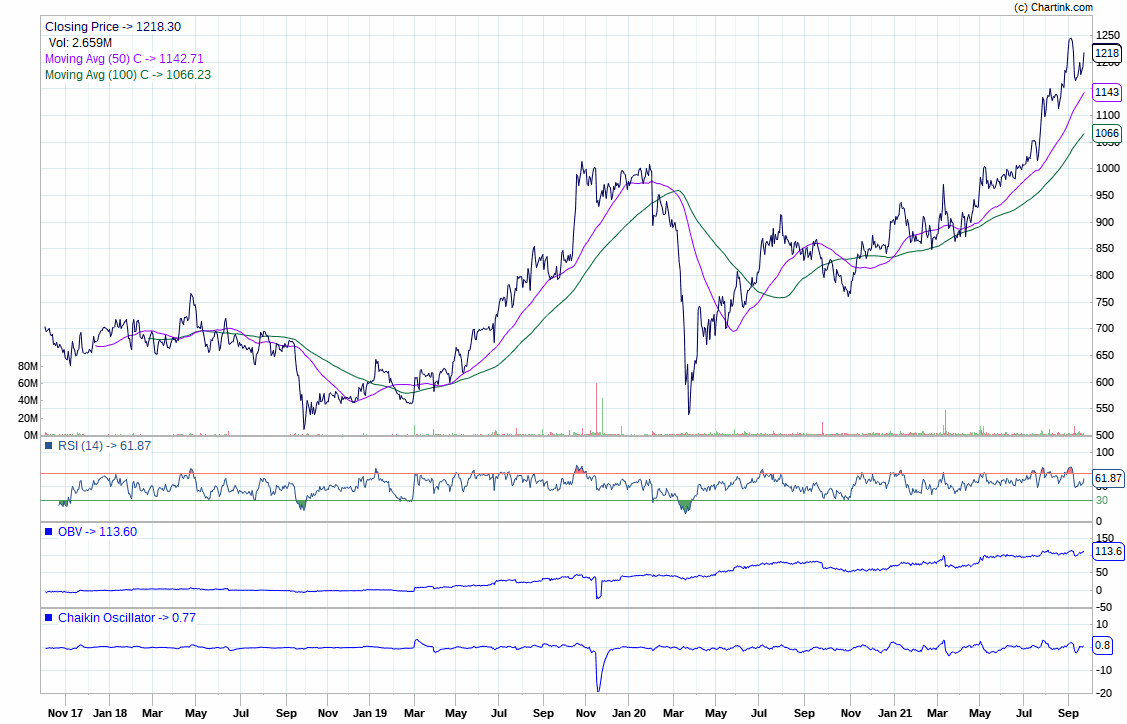 (c) Chartink.com
Closing Price -> 1218.30
Vol: 2.659M
Moving Avg (50) C -> 1142.71
Moving Avg (100) C -> 1066.23
1250
1218
1200
1143
1100
1066
1050
1000
950
900
850
800
750
700
650
600
550
500
80M
60M
40M
20M
0M
RSI (14) -> 61.87
100
61.87
30
0
OBV -> 113.60
150
113.6
50
0
-50
Chaikin Oscillator -> 0.77
10
0.8
-10
-20
Nov 17 Jan 18 Mar May Jul Sep Nov Jan 19 Mar May Jul Sep Nov Jan 20 Mar May Jul Sep Nov Jan 21 Mar May Jul Sep